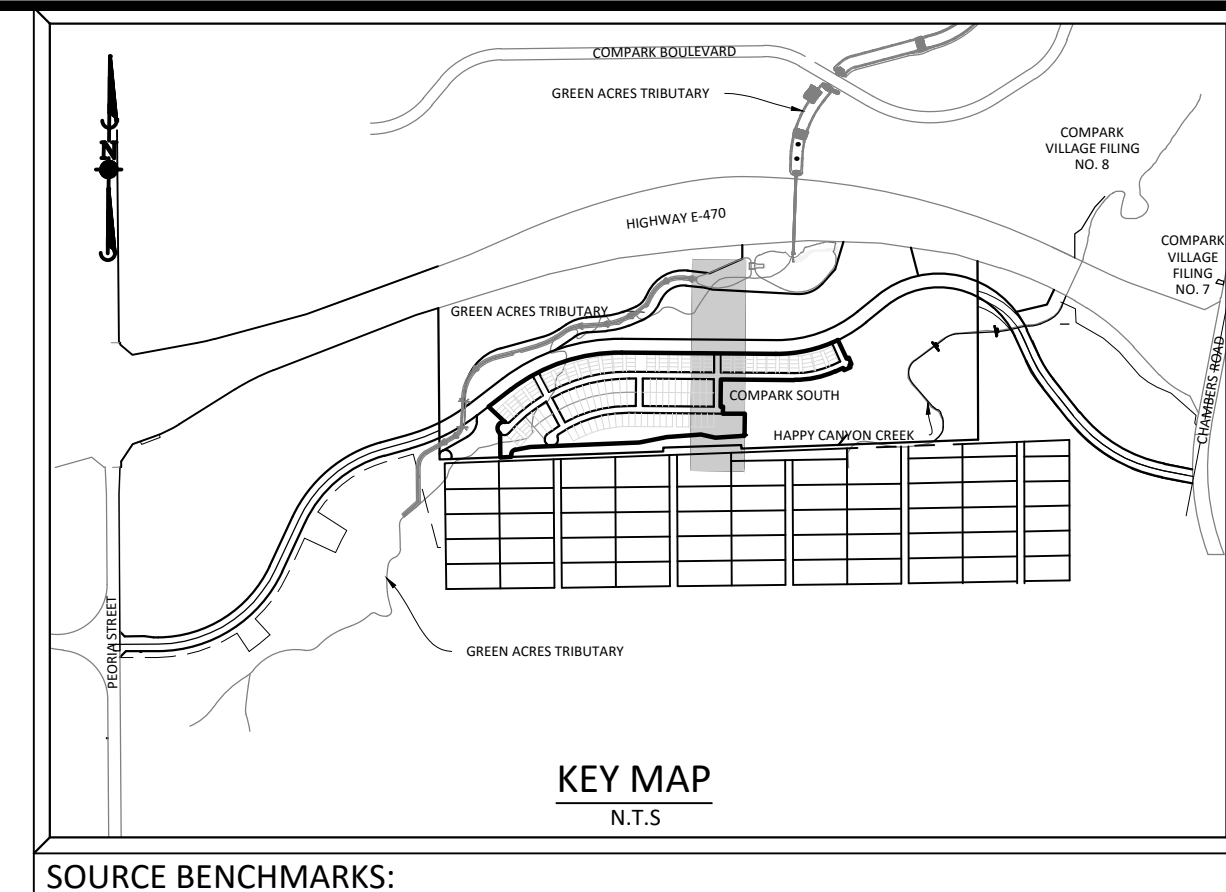 COMPARK BOULEVARD
GREEN ACRES TRIBUTARY
COMPARK
VILLAGE FILING
NO. 8
N
HIGHWAY E-470
COMPARK
VILLAGE
FILING
NO. 7
GREEN ACRES TRIBUTARY
CHAMBERS ROAD
COMPARK SOUTH
HAPPY CANYON CREEK
PEORIA STREET
GREEN ACRES TRIBUTARY
KEY MAP
N.T.S
SOURCE BENCHMARKS: